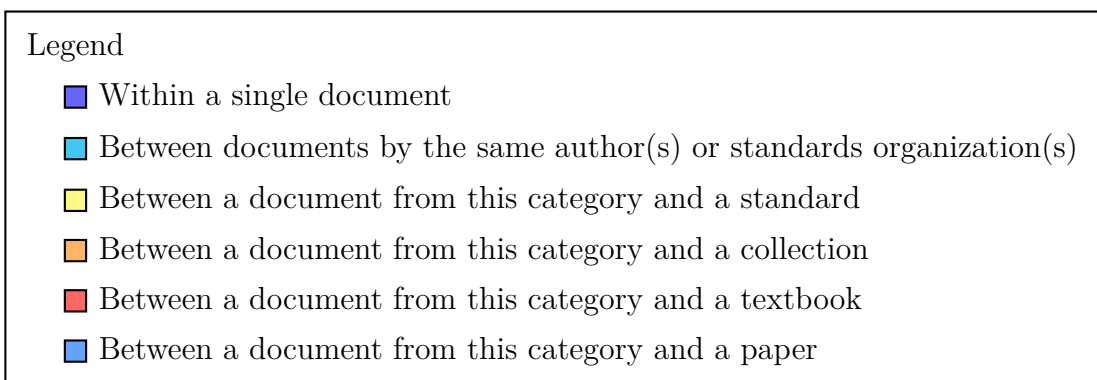 Legend
Within a single document
Between documents by the same author(s) or standards organization(s)
Between a document from this category and a standard
Between a document from this category and a collection
Between a document from this category and a textbook
Between a document from this category and a paper